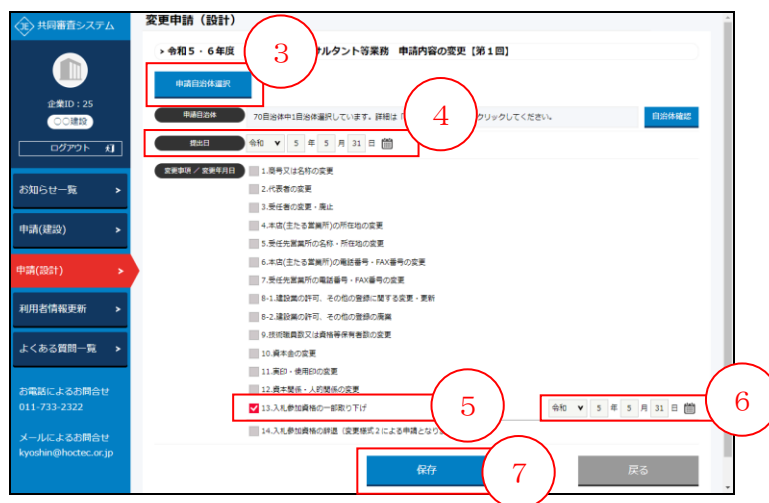 共同審査システム
企業ID:25
○○建設
ログアウト
お知らせ一覧 >
申請(建設) >
申請(設計) >
利用者情報更新 >
よくある質問一覧 >
お電話によるお問合せ
011-733-2322
メールによるお問合せ
kyoshin@hoctec.or.jp
変更申請(設計)
> 令和5・6年度 サルタント等業務 申請内容の変更【第1回】
3
申請自治体選択
申請自治体 70自治体中1自治体選択しています。詳細は「 クリックしてください。 自治体確認
4
提出日 令和 5 年 5 月 31 日
変更事項 / 変更年月日 1.商号又は名称の変更
2.代表者の変更
3.受任者の変更・廃止
4.本店(主たる営業所)の所在地の変更
5.受任先営業所の名称・所在地の変更
6.本店(主たる営業所)の電話番号・FAX番号の変更
7.受任先営業所の電話番号・FAX番号の変更
8-1.建設業の許可、その他の登録に関する変更・更新
8-2.建設業の許可、その他の登録の廃業
9.技術職員数又は資格等保有者数の変更
10.資本金の変更
11.実印・使用印の変更
12.資本関係・人的関係の変更
13.入札参加資格の一部取り下げ 5 令和 5 年 5 月 31 日 6
14.入札参加資格の辞退(変更様式2による申請となり
保存 7 戻る